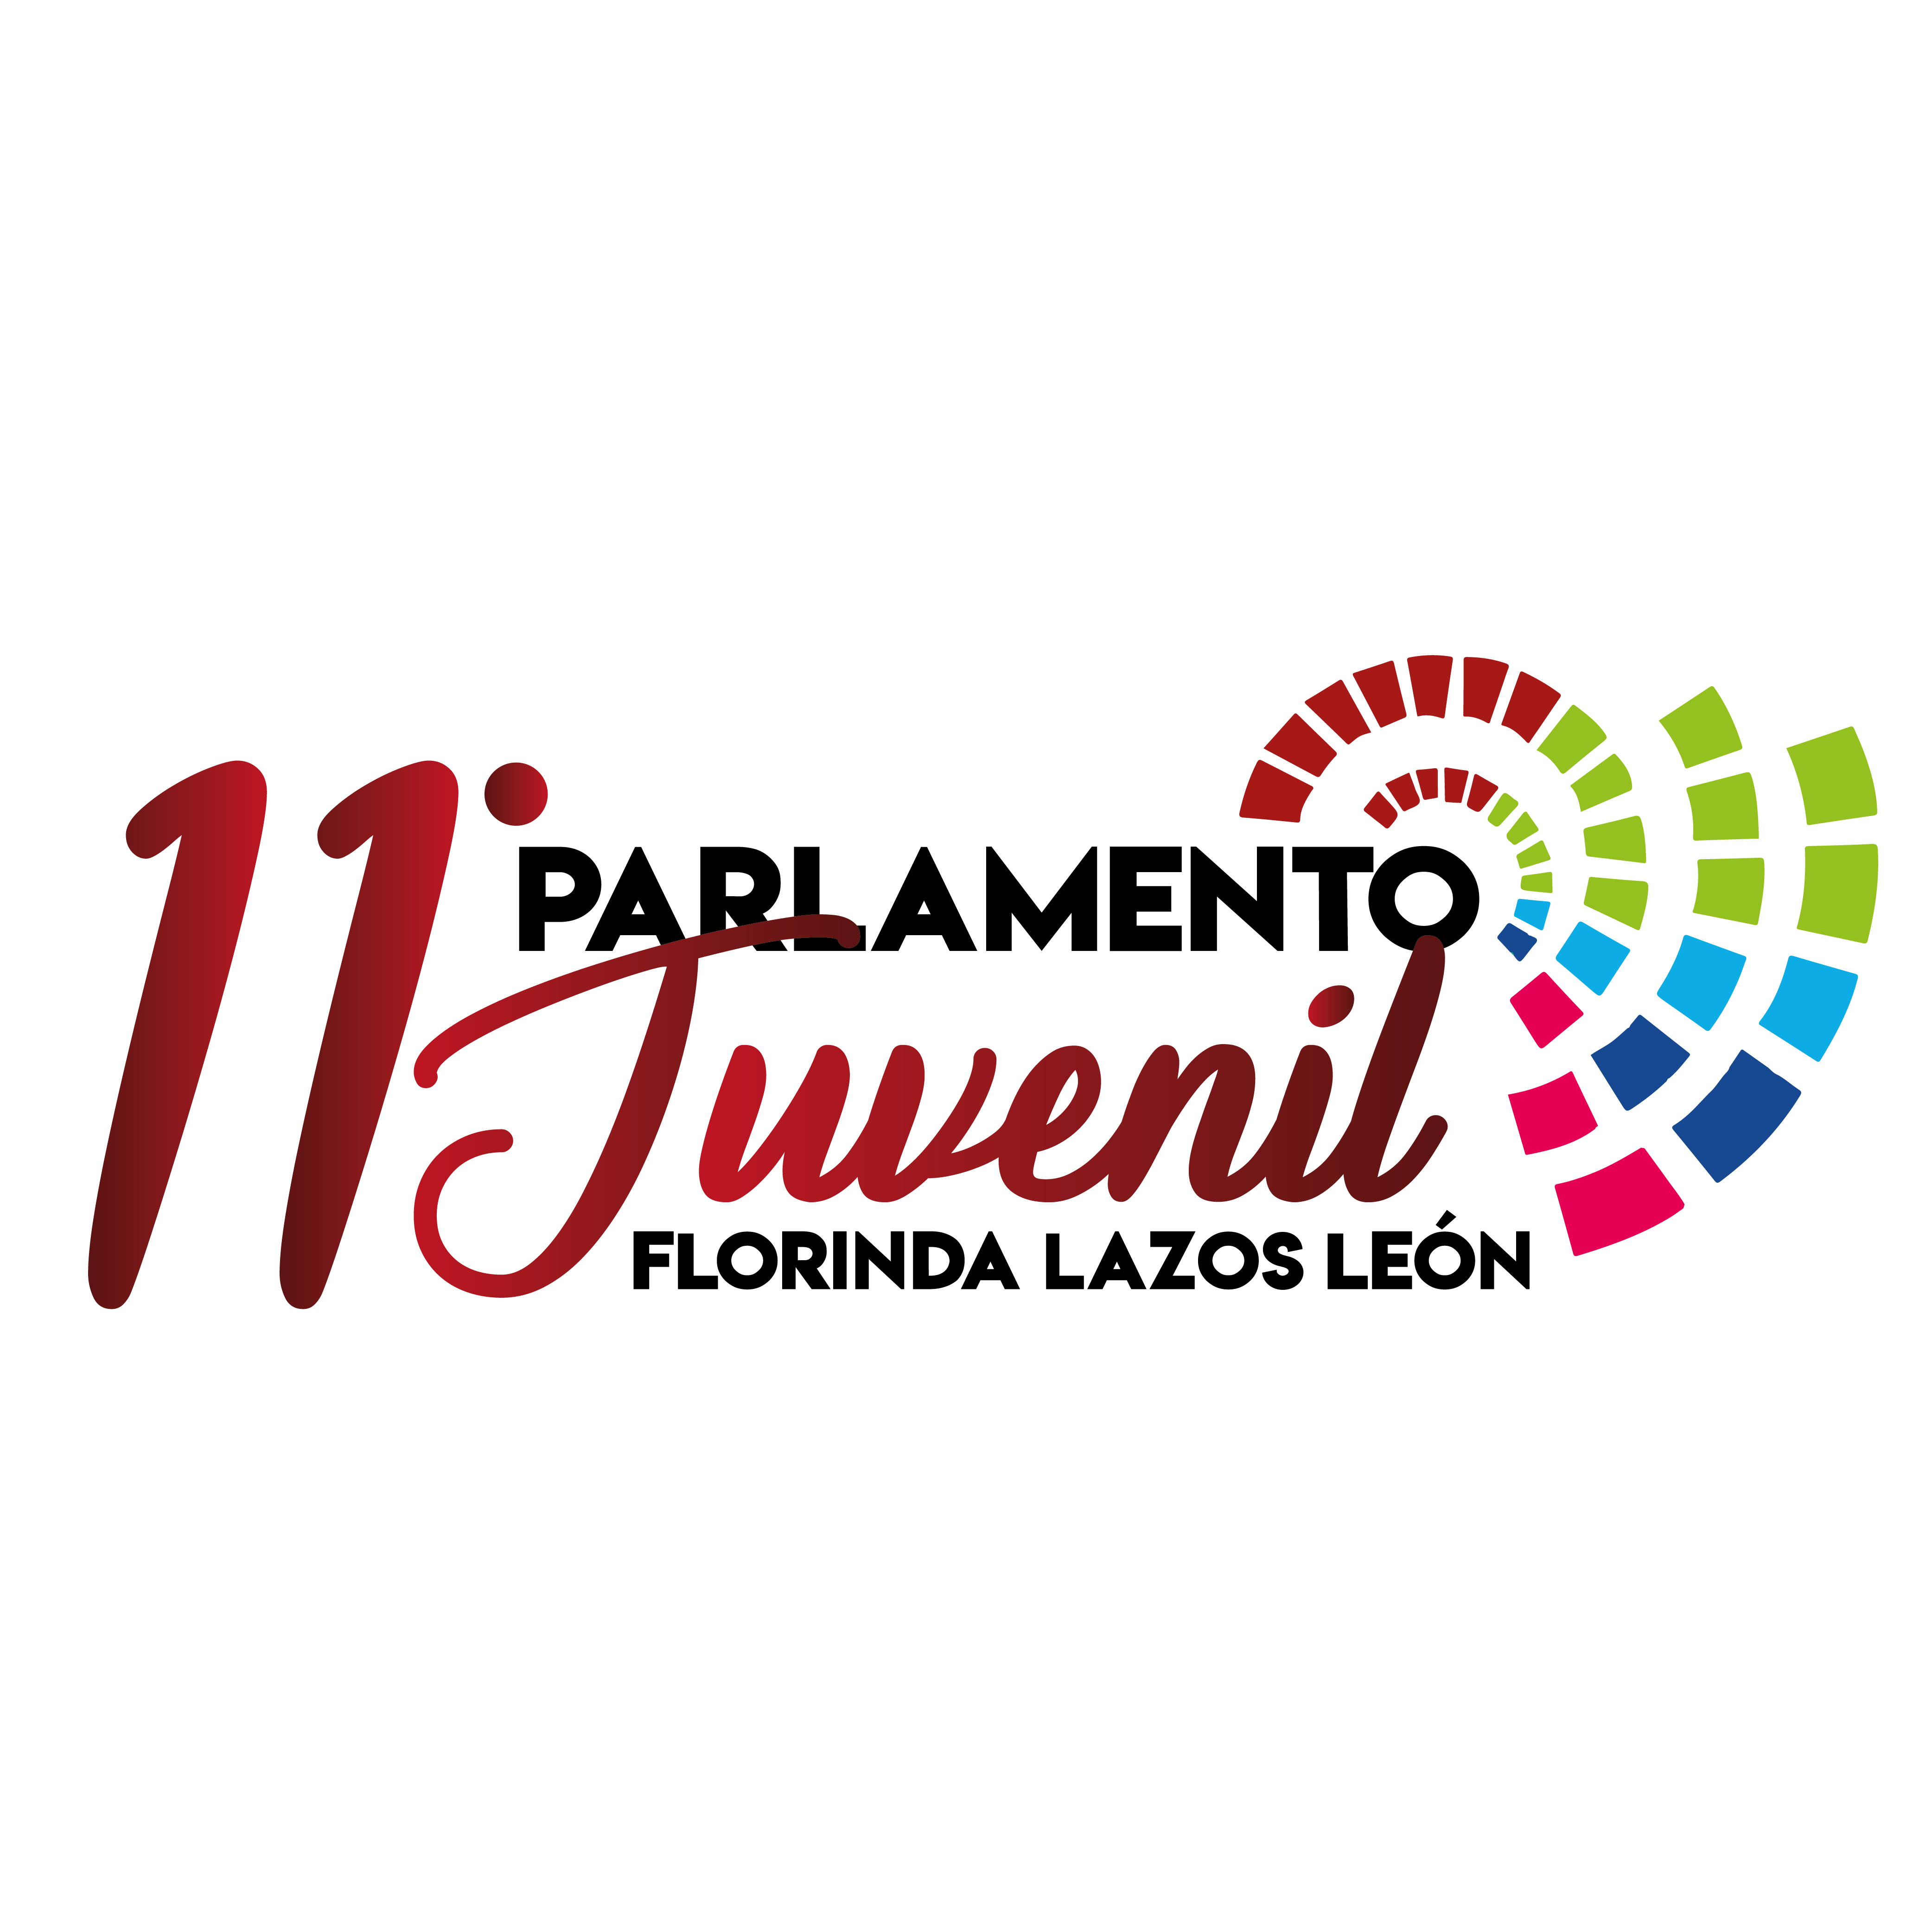 11°
PARLAMENTO
Juvenil
FLORINDA LAZOS LEÓN